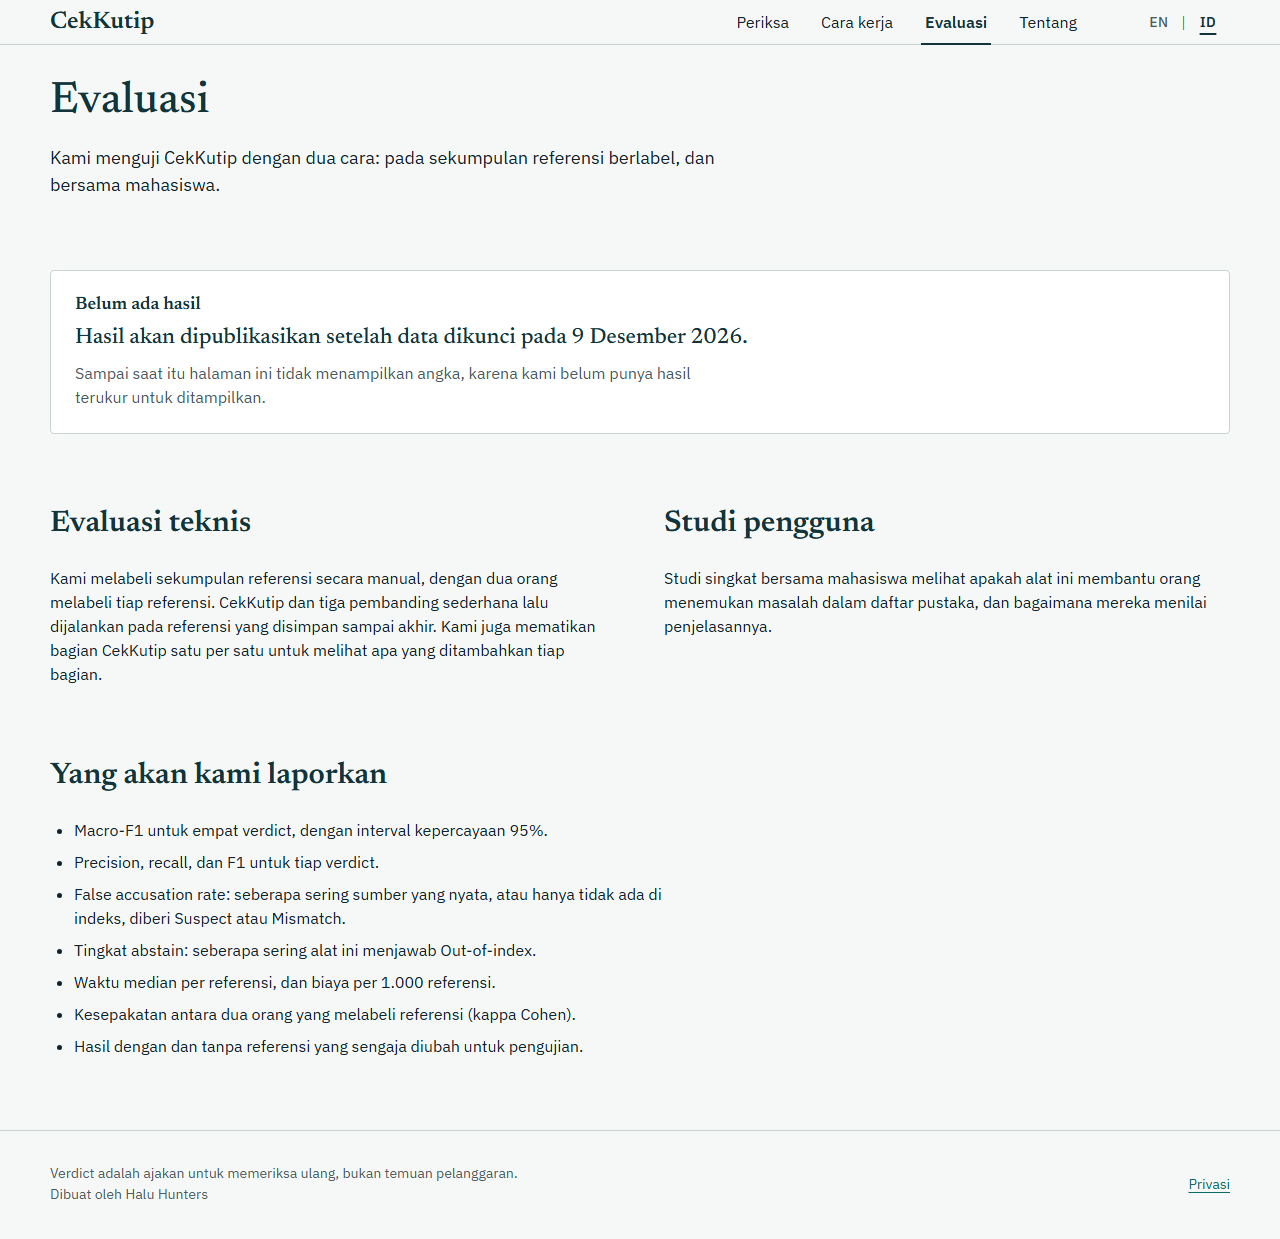 CekKutip
Periksa
Cara kerja
Evaluasi
Tentang
EN | ID
Evaluasi
Kami menguji CekKutip dengan dua cara: pada sekumpulan referensi berlabel, dan
bersama mahasiswa.
Belum ada hasil
Hasil akan dipublikasikan setelah data dikunci pada 9 Desember 2026.
Sampai saat itu halaman ini tidak menampilkan angka, karena kami belum punya hasil
terukur untuk ditampilkan.
Evaluasi teknis
Kami melabeli sekumpulan referensi secara manual, dengan dua orang
melabeli tiap referensi. CekKutip dan tiga pembanding sederhana lalu
dijalankan pada referensi yang disimpan sampai akhir. Kami juga mematikan
bagian CekKutip satu per satu untuk melihat apa yang ditambahkan tiap
bagian.
Studi pengguna
Studi singkat bersama mahasiswa melihat apakah alat ini membantu orang
menemukan masalah dalam daftar pustaka, dan bagaimana mereka menilai
penjelasannya.
Yang akan kami laporkan
• Macro-F1 untuk empat verdict, dengan interval kepercayaan 95%.
• Precision, recall, dan F1 untuk tiap verdict.
• False accusation rate: seberapa sering sumber yang nyata, atau hanya tidak ada di
indeks, diberi Suspect atau Mismatch.
• Tingkat abstain: seberapa sering alat ini menjawab Out-of-index.
• Waktu median per referensi, dan biaya per 1.000 referensi.
• Kesepakatan antara dua orang yang melabeli referensi (kappa Cohen).
• Hasil dengan dan tanpa referensi yang sengaja diubah untuk pengujian.
Verdict adalah ajakan untuk memeriksa ulang, bukan temuan pelanggaran.
Dibuat oleh Halu Hunters
Privasi